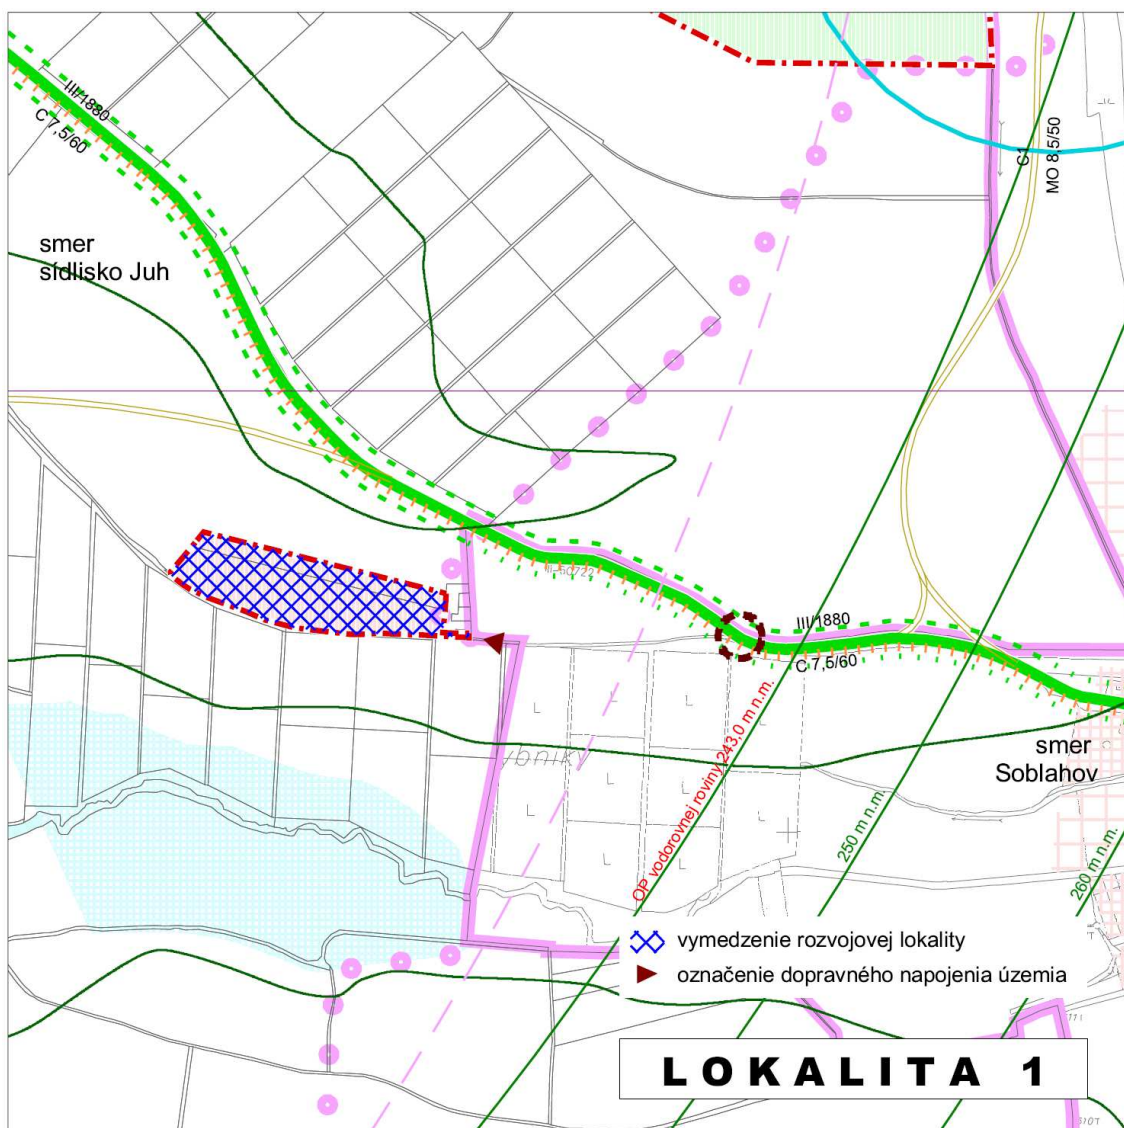 III/1880
C 7,5/60
smer
sídlisko Juh
C1
MO 8,5/50
III/1880
C 7,5/60
smer
Soblahov
OP vodorovnej roviny 243,0 m n.m.
250 m n.m.
260 m n.m.
vymedzenie rozvojovej lokality
označenie dopravného napojenia územia
LOKALITA 1